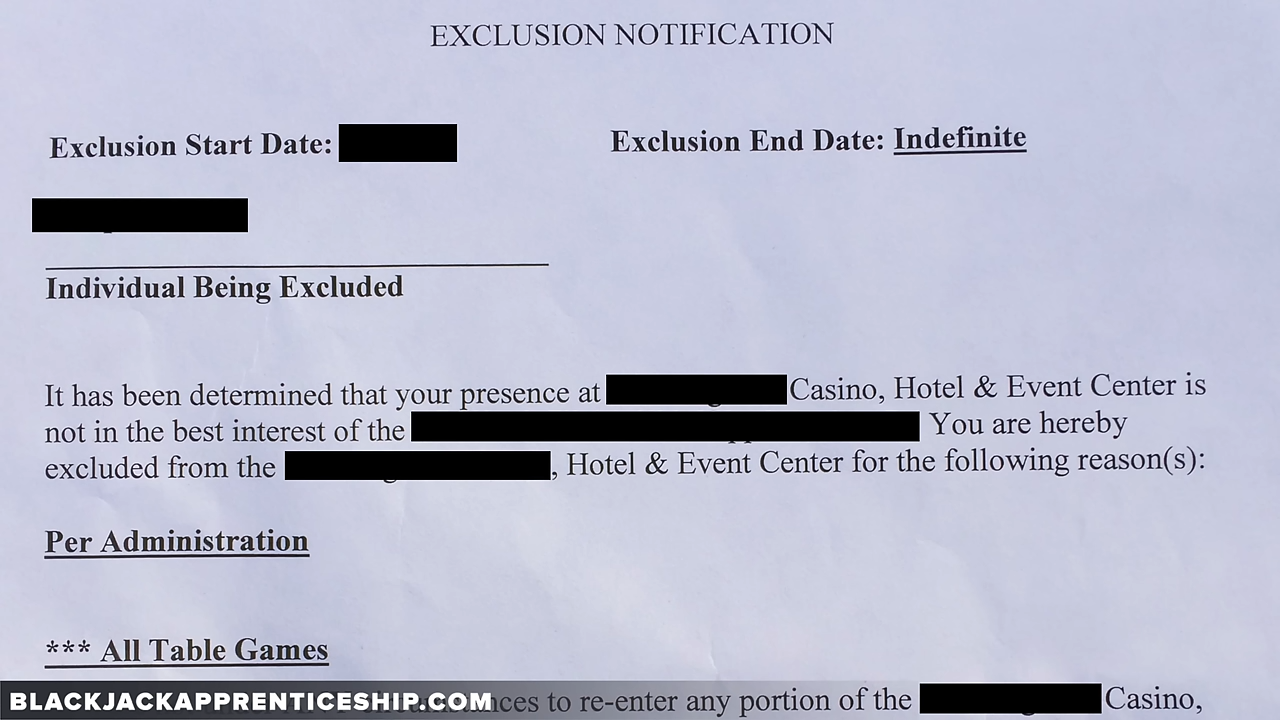 EXCLUSION NOTIFICATION
Exclusion Start Date:
Exclusion End Date: Indefinite
Individual Being Excluded
It has been determined that your presence at Casino, Hotel & Event Center is
not in the best interest of the You are hereby
excluded from the , Hotel & Event Center for the following reason(s):
Per Administration
*** All Table Games
to re-enter any portion of the Casino,
BLACKJACKAPPRENTICESHIP.COM